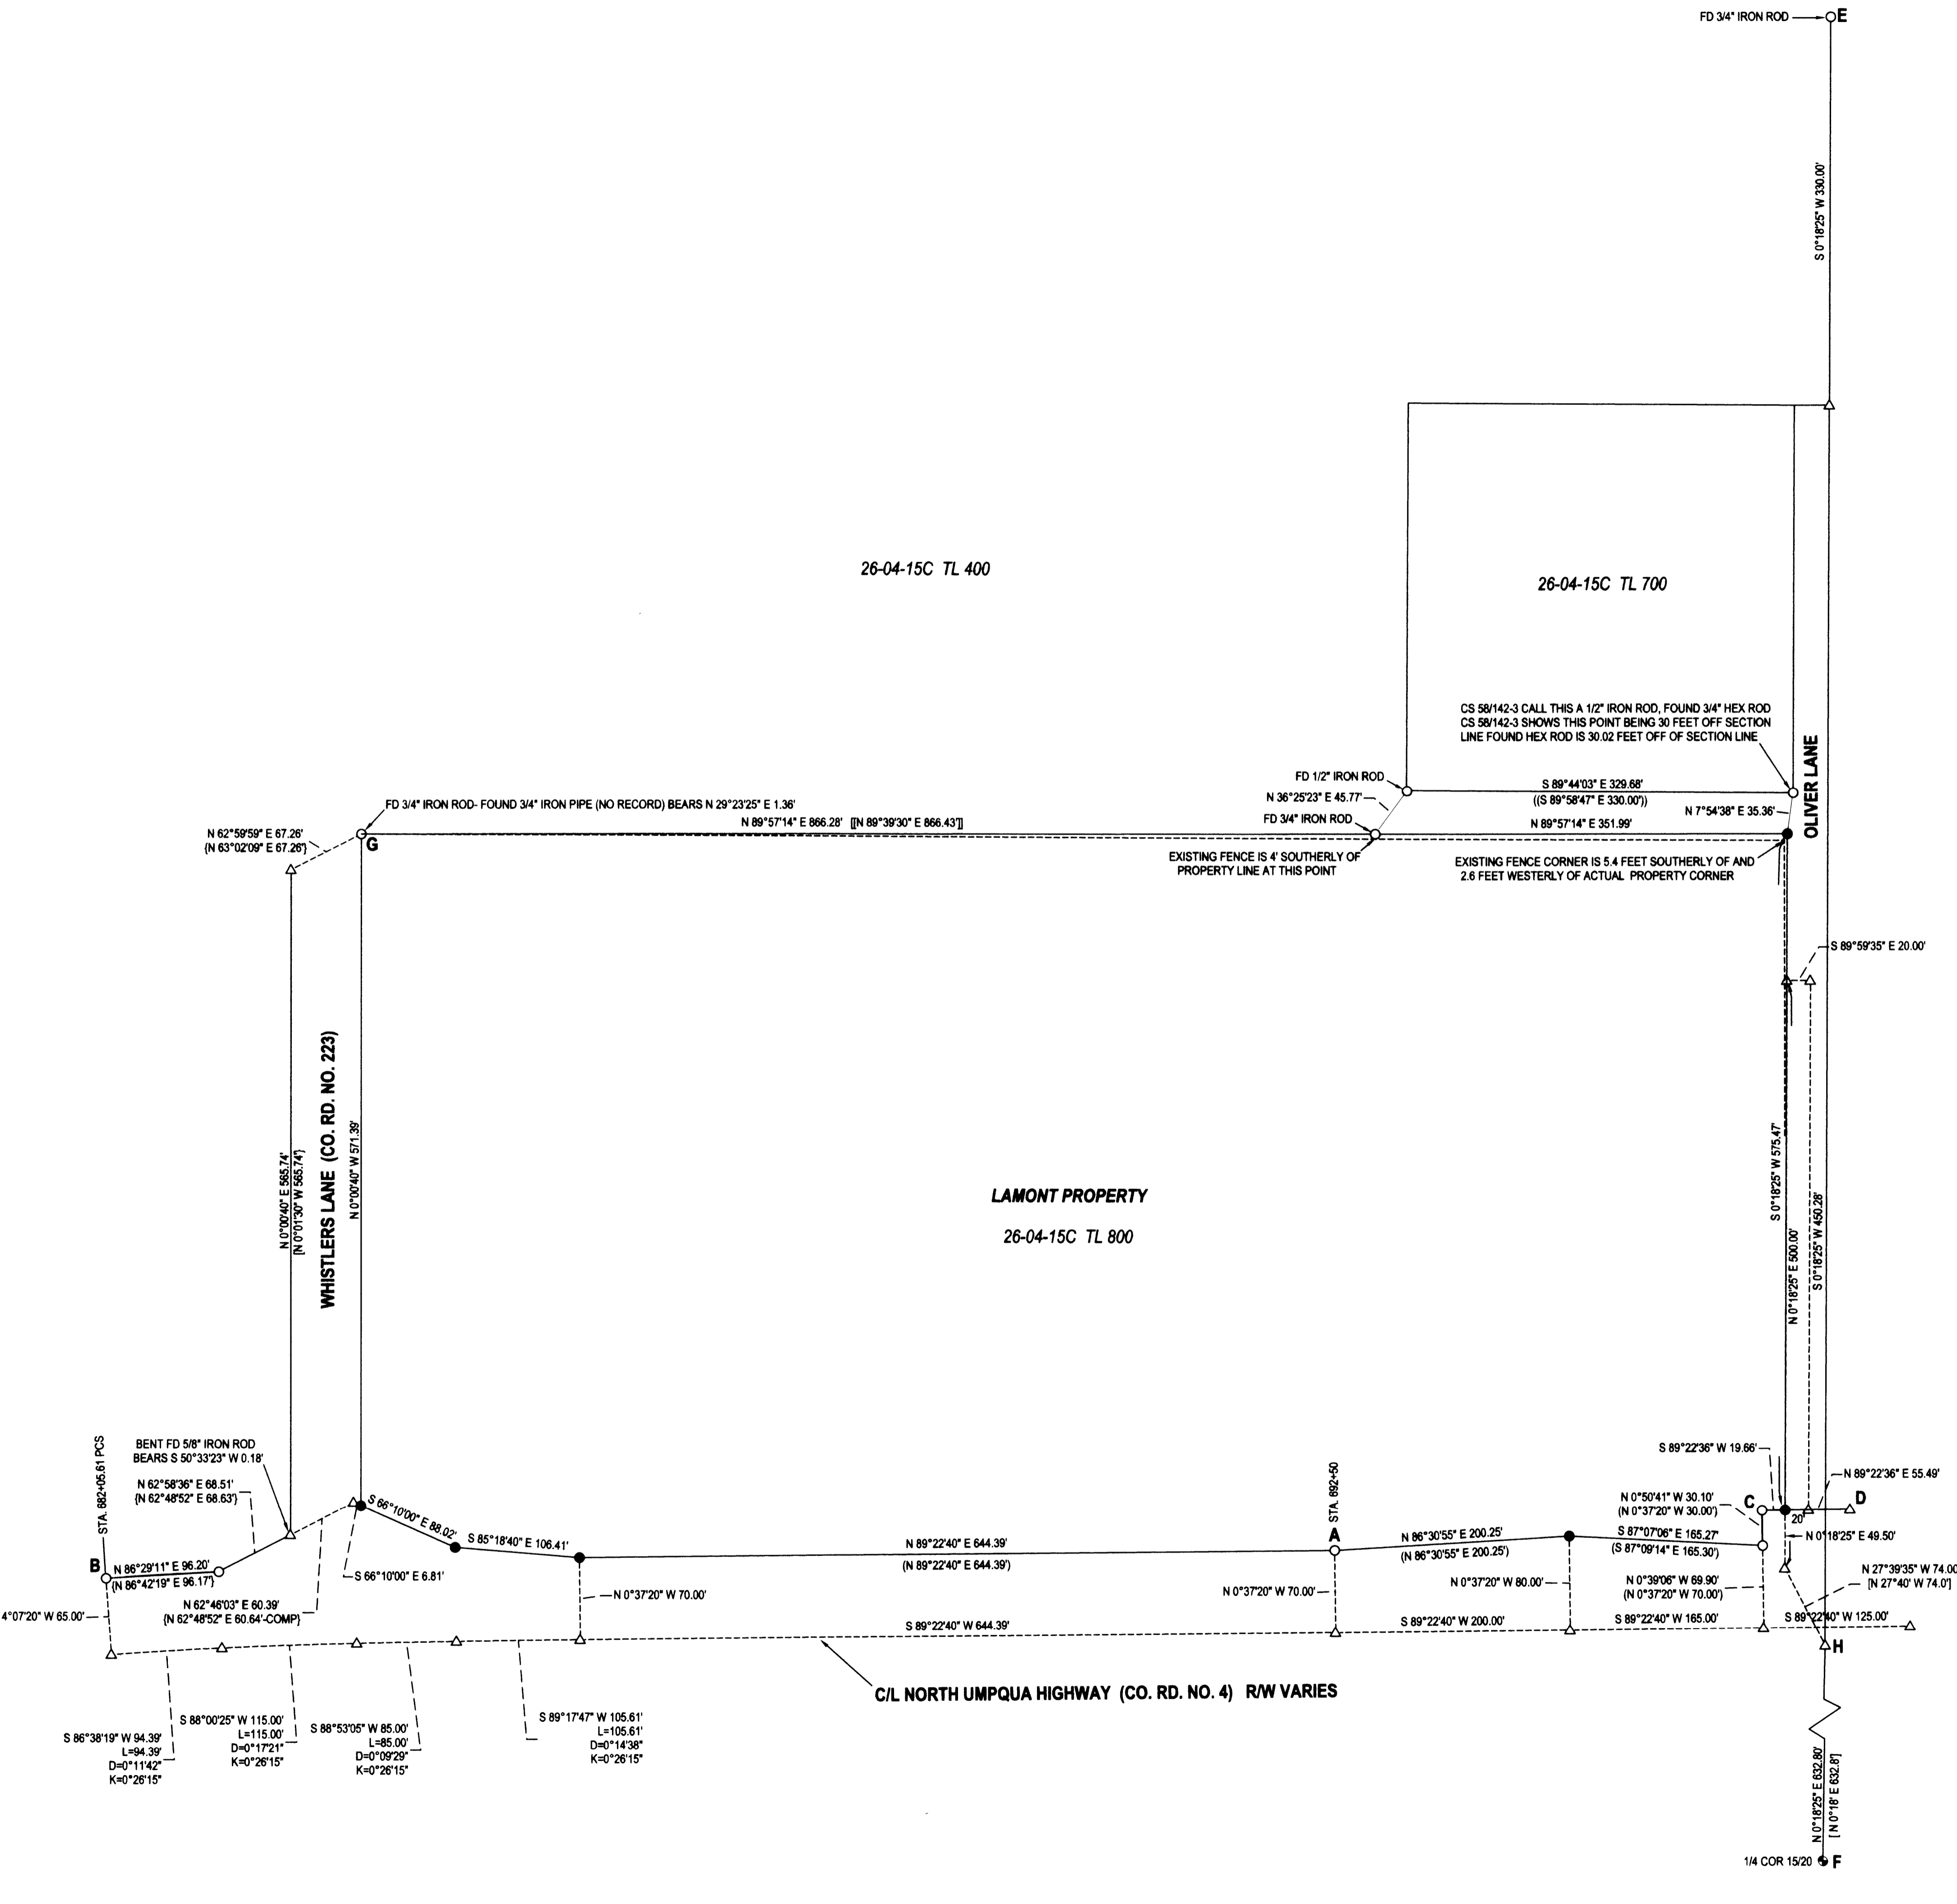 FD 3/4" IRON ROD
E
S 0°18'25" W 330.00'
26-04-15C TL 400
26-04-15C TL 700
CS 58/142-3 CALL THIS A 1/2" IRON ROD, FOUND 3/4" HEX ROD
CS 58/142-3 SHOWS THIS POINT BEING 30 FEET OFF SECTION
LINE FOUND HEX ROD IS 30.02 FEET OFF OF SECTION LINE
OLIVER LANE
FD 1/2" IRON ROD
S 89°44'03" E 329.68'
((S 89°58'47" E 330.00'))
N 36°25'23" E 45.77'
N 7°54'38" E 35.36'
FD 3/4" IRON ROD- FOUND 3/4" IRON PIPE (NO RECORD) BEARS N 29°23'25" E 1.36'
N 89°57'14" E 866.28' [[N 89°39'30" E 866.43']]
FD 3/4" IRON ROD
N 89°57'14" E 351.99'
N 62°59'59" E 67.26'
{N 63°02'09" E 67.26'}
G
EXISTING FENCE IS 4' SOUTHERLY OF
PROPERTY LINE AT THIS POINT
EXISTING FENCE CORNER IS 5.4 FEET SOUTHERLY OF AND
2.6 FEET WESTERLY OF ACTUAL PROPERTY CORNER
S 89°59'35" E 20.00'
N 0°00'40" E 565.74'
[N 0°01'30" W 565.74']
WHISTLERS LANE (CO. RD. NO. 223)
N 0°00'40" W 571.39'
LAMONT PROPERTY
26-04-15C TL 800
S 0°18'25" W 575.47'
N 0°18'25" E 500.00'
S 0°18'25" W 450.28'
STA. 682+05.61 PCS
BENT FD 5/8" IRON ROD
BEARS S 50°33'23" W 0.18'
N 62°58'36" E 68.51'
{N 62°48'52" E 68.63'}
S 66°10'00" E 88.02'
S 85°18'40" E 106.41'
N 89°22'40" E 644.39'
(N 89°22'40" E 644.39')
STA. 692+50
A
N 86°30'55" E 200.25'
(N 86°30'55" E 200.25')
S 87°07'06" E 165.27'
(S 87°09'14" E 165.30')
S 89°22'36" W 19.66'
N 89°22'36" E 55.49'
N 0°50'41" W 30.10'
(N 0°37'20" W 30.00')
C
D
20'
N 0°18'25" E 49.50'
B
N 86°29'11" E 96.20'
{N 86°42'19" E 96.17'}
S 66°10'00" E 6.81'
N 62°46'03" E 60.39'
{N 62°48'52" E 60.64'-COMP}
4°07'20" W 65.00'
N 0°37'20" W 70.00'
N 0°37'20" W 70.00'
N 0°37'20" W 80.00'
N 0°39'06" W 69.90'
(N 0°37'20" W 70.00')
N 27°39'35" W 74.00
[N 27°40' W 74.0']
S 89°22'40" W 644.39'
S 89°22'40" W 200.00'
S 89°22'40" W 165.00'
S 89°22'40" W 125.00'
H
C/L NORTH UMPQUA HIGHWAY (CO. RD. NO. 4) R/W VARIES
S 86°38'19" W 94.39'
L=94.39'
D=0°11'42"
K=0°26'15"
S 88°00'25" W 115.00'
L=115.00'
D=0°17'21"
K=0°26'15"
S 88°53'05" W 85.00'
L=85.00'
D=0°09'29"
K=0°26'15"
S 89°17'47" W 105.61'
L=105.61'
D=0°14'38"
K=0°26'15"
N 0°18'25" E 632.80'
[ N 0°18' E 632.8']
1/4 COR 15/20
F